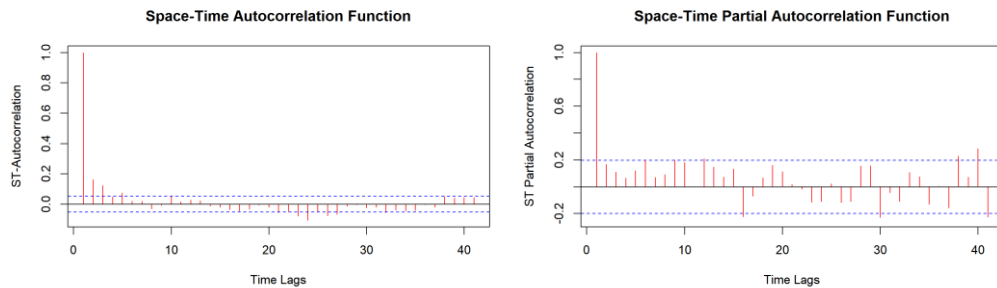 Space-Time Autocorrelation Function
ST-Autocorrelation
1.0
0.8
0.6
0.4
0.2
0.0
0 10 20 30 40
Time Lags
Space-Time Partial Autocorrelation Function
ST Partial Autocorrelation
1.0
0.6
0.2
-0.2
0 10 20 30 40
Time Lags